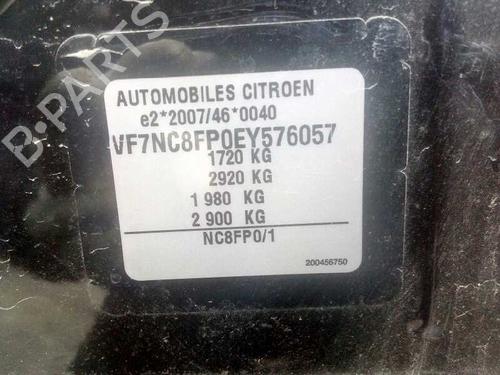 B-PARTS
AUTOMOBILES CITROEN
e2*2007/46*0040
VF7NC8FP0EY576057
1720 KG
2920 KG
1 980 KG
2 900 KG
NC8FP0/1
200456750